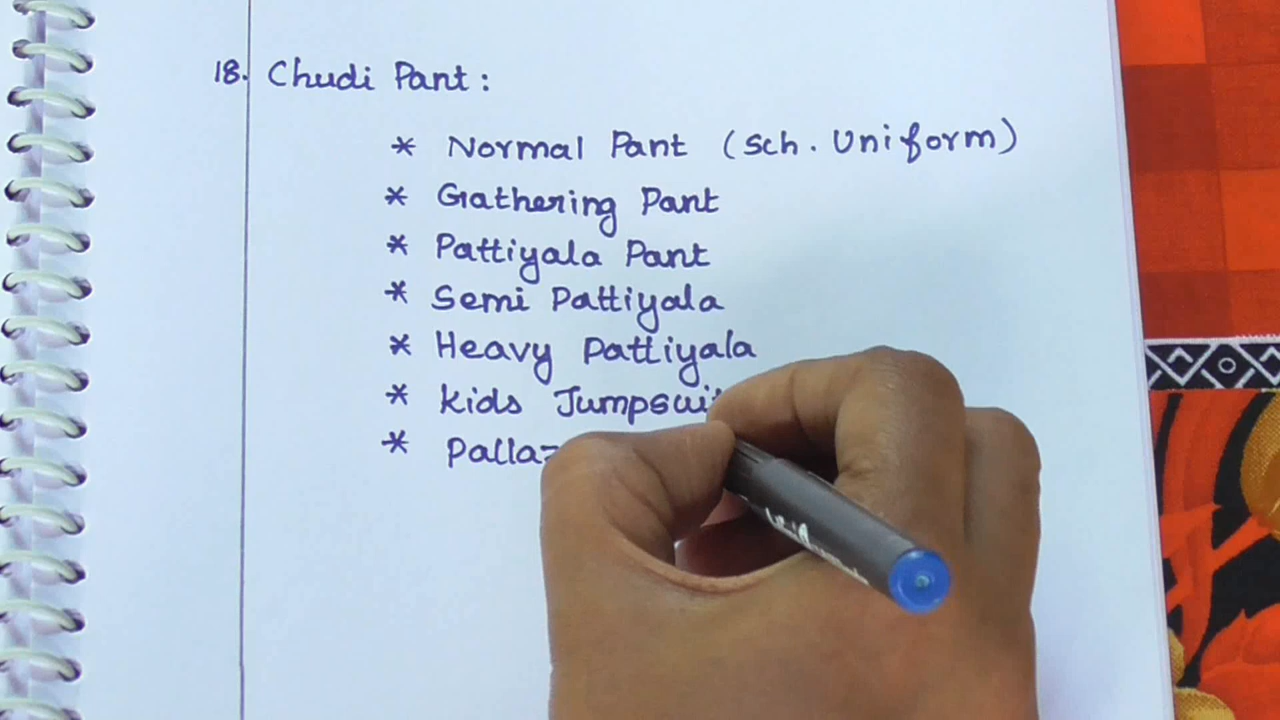 18. Chudi Pant :
* Normal Pant ( Sch . Uniform )
* Gathering Pant
* Pattiyala Pant
* Semi Pattiyala
* Heavy Pattiyala
* Kids
*